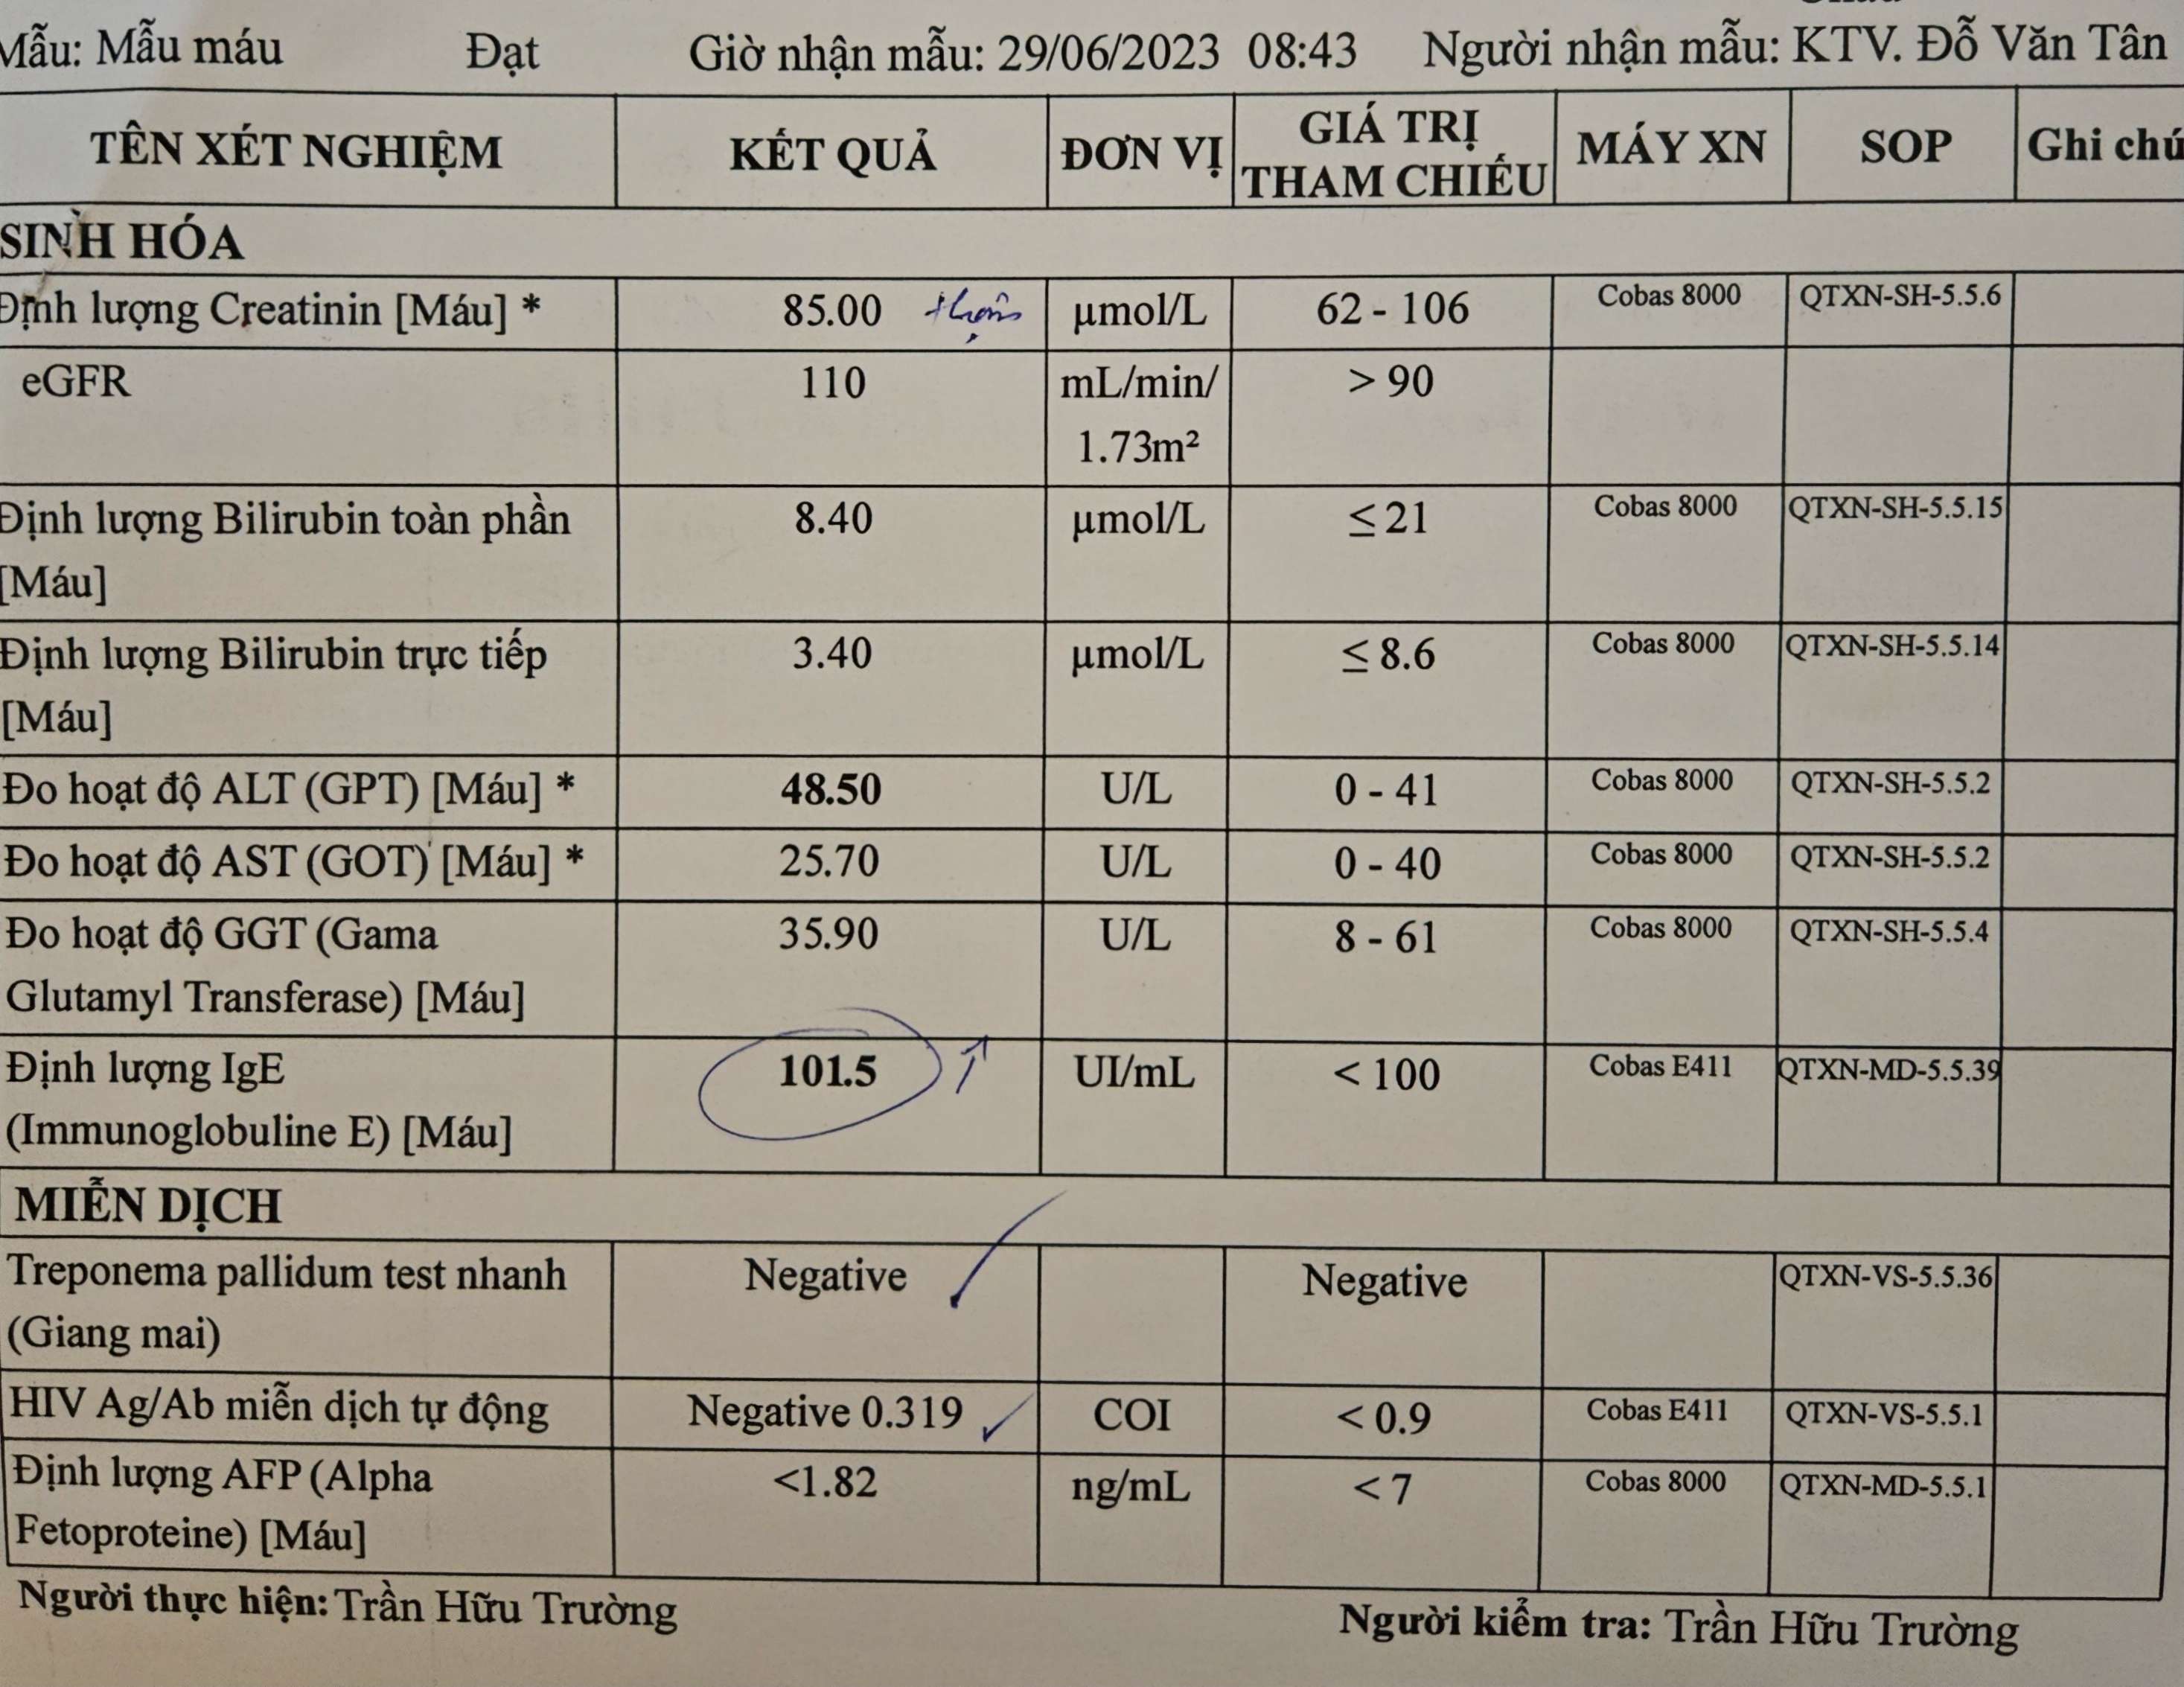 Mẫu: Mẫu máu Đạt Giờ nhận mẫu: 29/06/2023 08:43 Người nhận mẫu: KTV. Đỗ Văn Tân
TÊN XÉT NGHIỆM KẾT QUẢ ĐƠN VỊ GIÁ TRỊ THAM CHIẾU MÁY XN SOP Ghi chú
SINH HÓA
Định lượng Creatinin [Máu] * 85.00 thận µmol/L 62 - 106 Cobas 8000 QTXN-SH-5.5.6
eGFR 110 mL/min/ > 90
1.73m²
Định lượng Bilirubin toàn phần 8.40 µmol/L ≤ 21 Cobas 8000 QTXN-SH-5.5.15
[Máu]
Định lượng Bilirubin trực tiếp 3.40 µmol/L ≤ 8.6 Cobas 8000 QTXN-SH-5.5.14
[Máu]
Đo hoạt độ ALT (GPT) [Máu] * 48.50 U/L 0 - 41 Cobas 8000 QTXN-SH-5.5.2
Đo hoạt độ AST (GOT) [Máu] * 25.70 U/L 0 - 40 Cobas 8000 QTXN-SH-5.5.2
Đo hoạt độ GGT (Gama 35.90 U/L 8 - 61 Cobas 8000 QTXN-SH-5.5.4
Glutamyl Transferase) [Máu]
Định lượng IgE 101.5 ↑ UI/mL < 100 Cobas E411 QTXN-MD-5.5.39
(Immunoglobuline E) [Máu]
MIỄN DỊCH
Treponema pallidum test nhanh Negative Negative QTXN-VS-5.5.36
(Giang mai)
HIV Ag/Ab miễn dịch tự động Negative 0.319 COI < 0.9 Cobas E411 QTXN-VS-5.5.1
Định lượng AFP (Alpha <1.82 ng/mL < 7 Cobas 8000 QTXN-MD-5.5.1
Fetoproteine) [Máu]
Người thực hiện: Trần Hữu Trường Người kiểm tra: Trần Hữu Trường